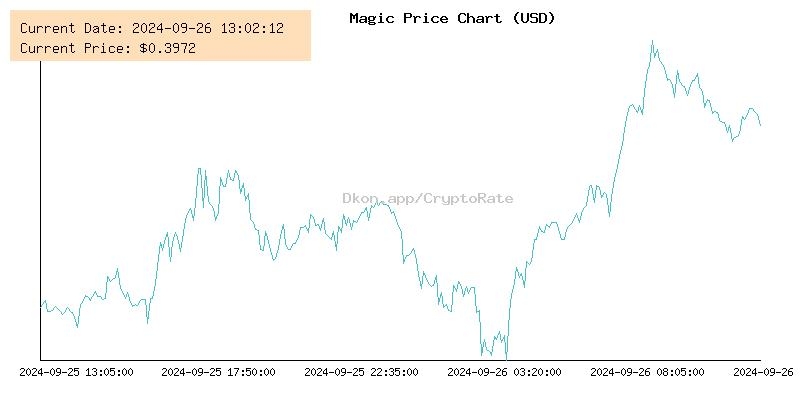 Magic Price Chart (USD)
Current Date: 2024-09-26 13:02:12
Current Price: $0.3972
Dkon.app/CryptoRate
2024-09-25 13:05:00 2024-09-25 17:50:00 2024-09-25 22:35:00 2024-09-26 03:20:00 2024-09-26 08:05:00 2024-09-26